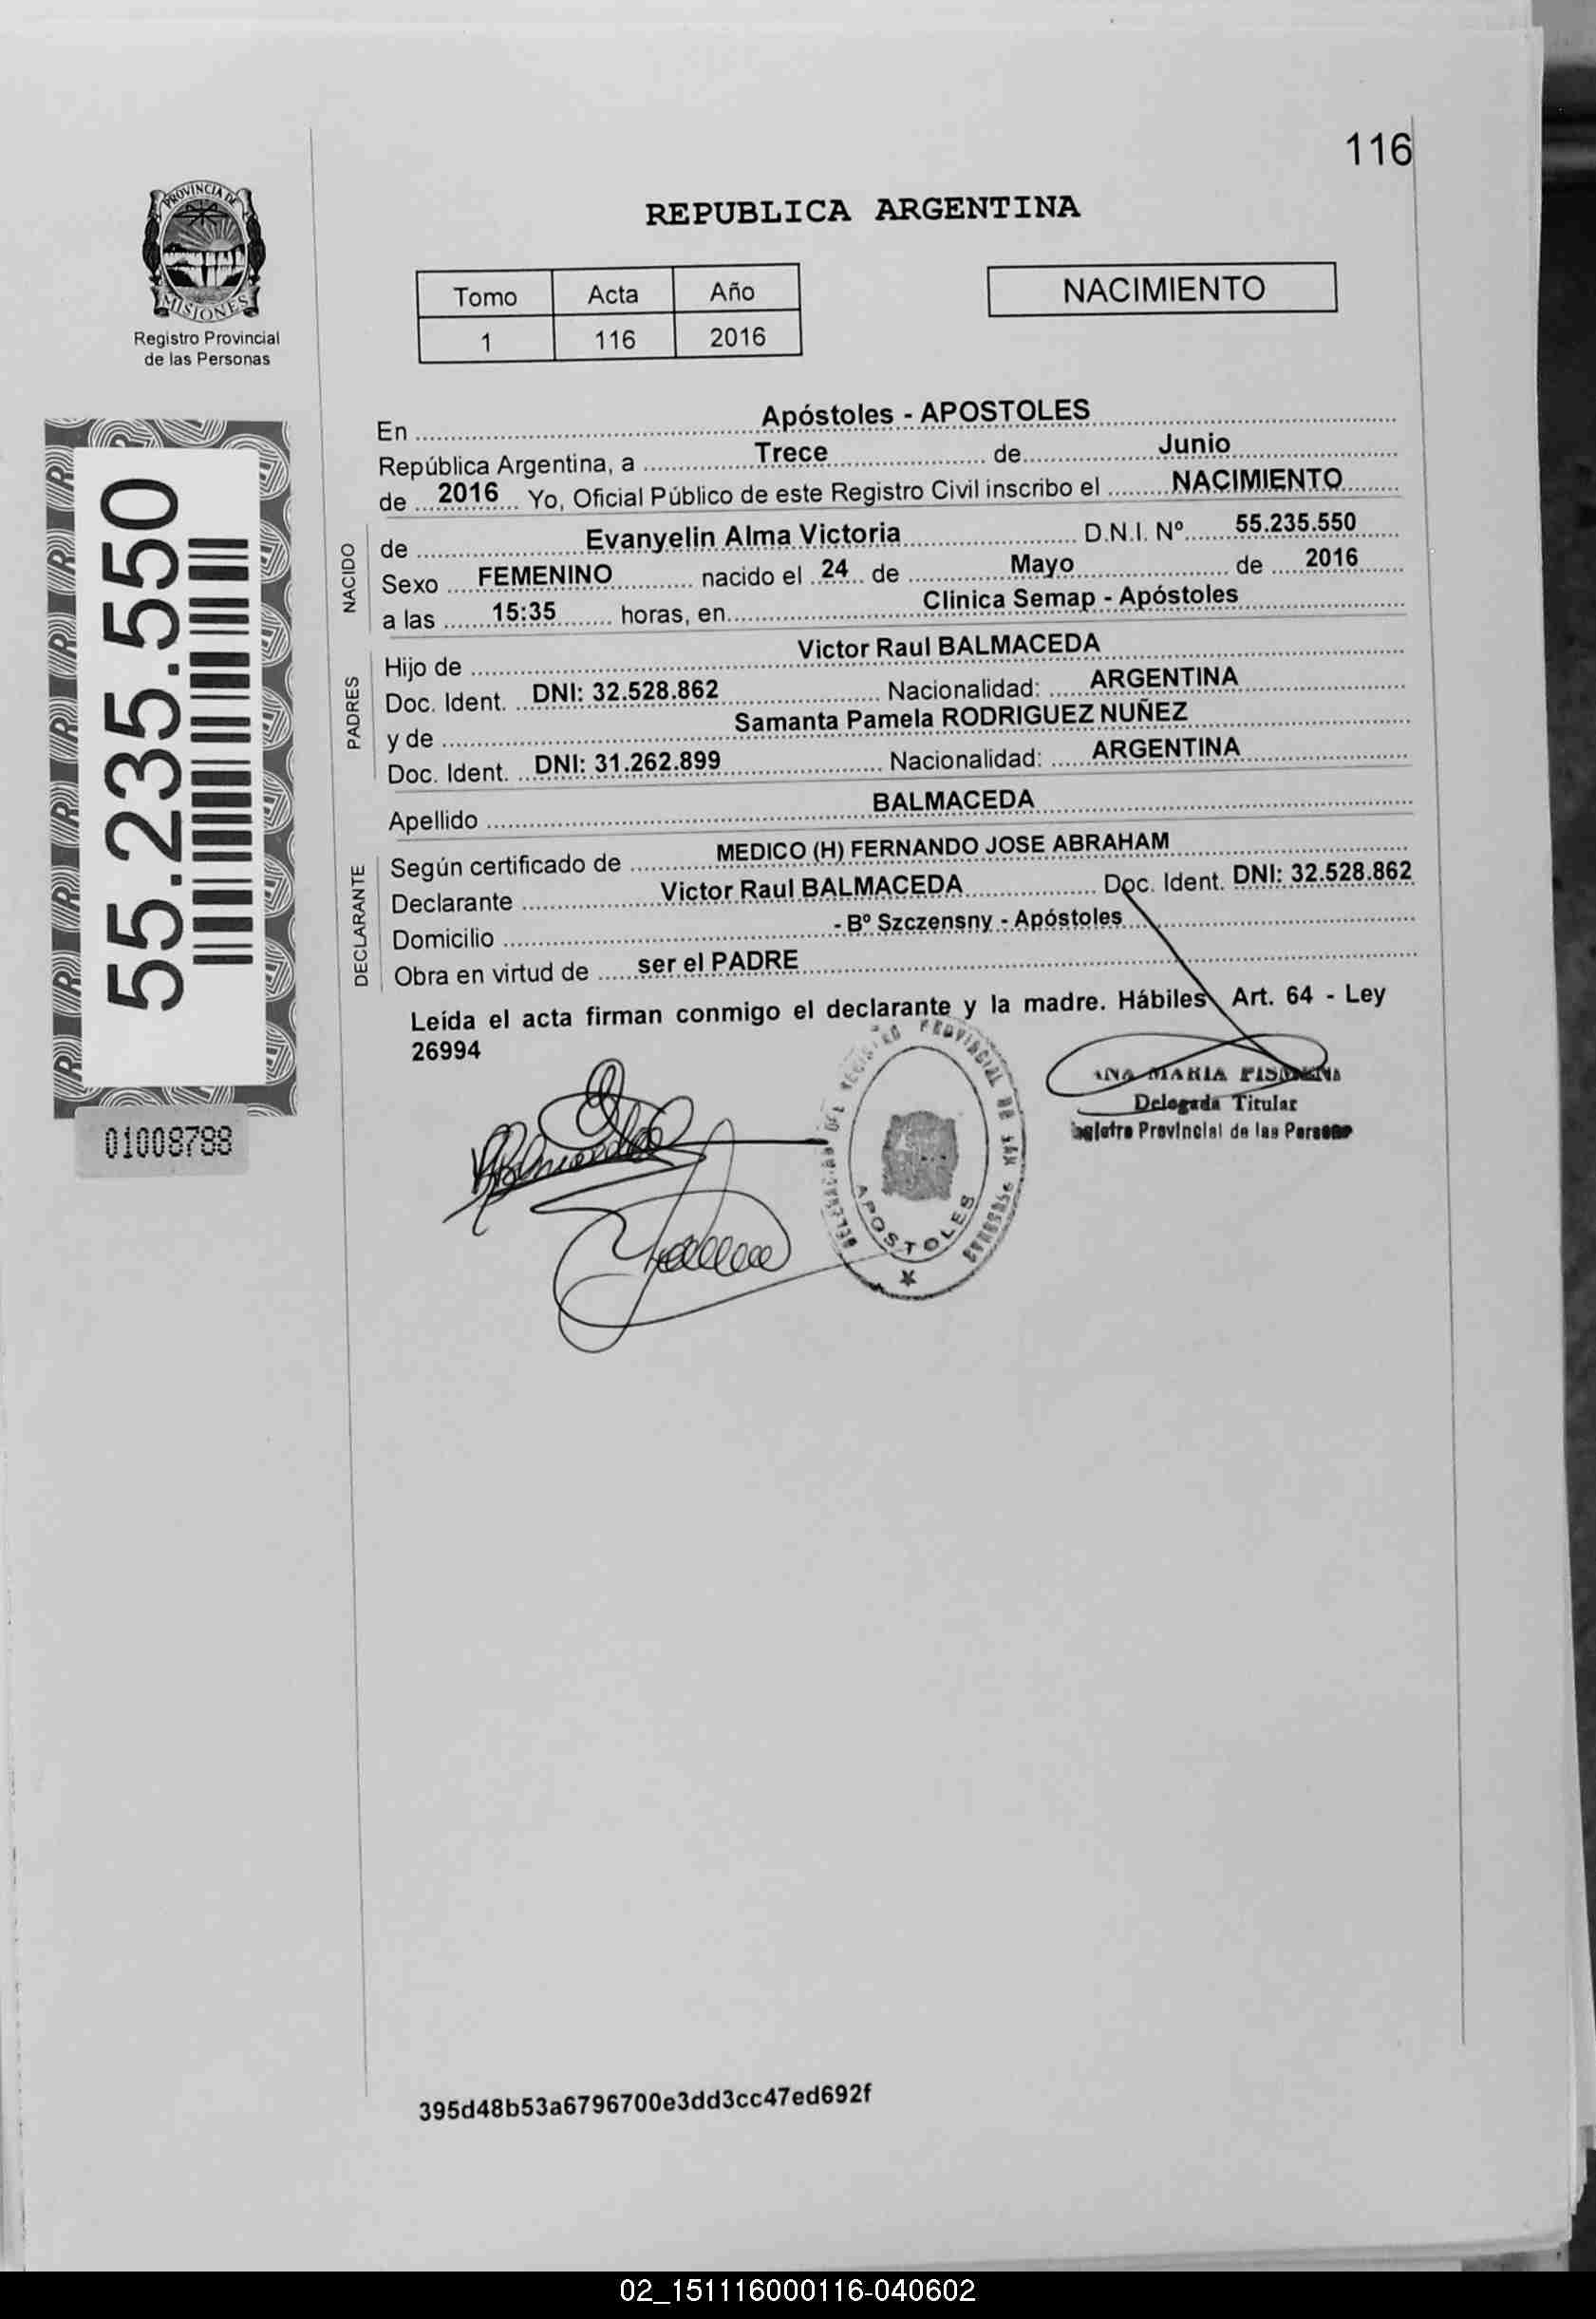 116
PROVINCIA DE
MISIONES
Registro Provincial
de las Personas
REPUBLICA ARGENTINA
Tomo Acta Año
1 116 2016
NACIMIENTO
55.235.550
01008788
En Apóstoles - APOSTOLES
República Argentina, a Trece de Junio
de 2016 Yo, Oficial Público de este Registro Civil inscribo el NACIMIENTO
NACIDO
de Evanyelin Alma Victoria D.N.I. Nº 55.235.550
Sexo FEMENINO nacido el 24 de Mayo de 2016
a las 15:35 horas, en Clinica Semap - Apóstoles
PADRES
Hijo de Victor Raul BALMACEDA
Doc. Ident. DNI: 32.528.862 Nacionalidad: ARGENTINA
y de Samanta Pamela RODRIGUEZ NUÑEZ
Doc. Ident. DNI: 31.262.899 Nacionalidad: ARGENTINA
Apellido BALMACEDA
DECLARANTE
Según certificado de MEDICO (H) FERNANDO JOSE ABRAHAM
Declarante Victor Raul BALMACEDA Doc. Ident. DNI: 32.528.862
Domicilio - Bº Szczensny - Apóstoles
Obra en virtud de ser el PADRE
Leída el acta firman conmigo el declarante y la madre. Hábiles Art. 64 - Ley
26994
ANA MARIA
Delegada Titular
Provincial de las
APOSTOLES
395d48b53a6796700e3dd3cc47ed692f
02_151116000116-040602